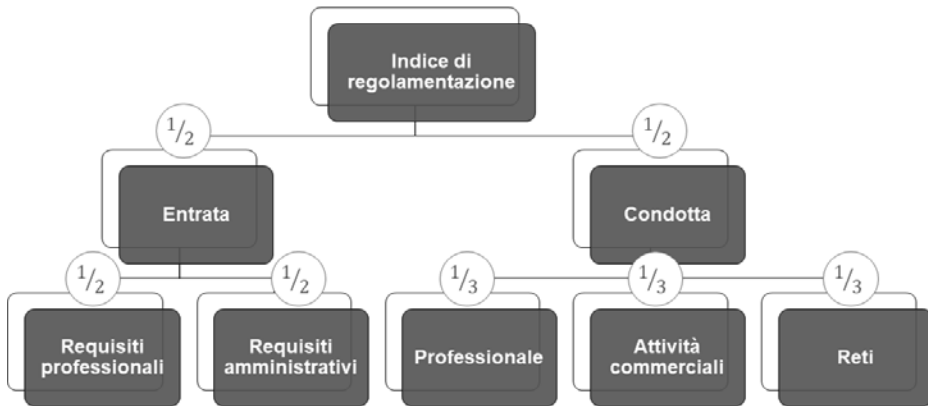 Indice di
regolamentazione
1/2
1/2
Entrata
Condotta
1/2
1/2
1/3
1/3
1/3
Requisiti
professionali
Requisiti
amministrativi
Professionale
Attività
commerciali
Reti